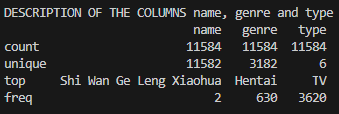 DESCRIPTION OF THE COLUMNS name, genre and type
name genre type
count 11584 11584 11584
unique 11582 3182 6
top Shi Wan Ge Leng Xiaohua Hentai TV
freq 2 630 3620